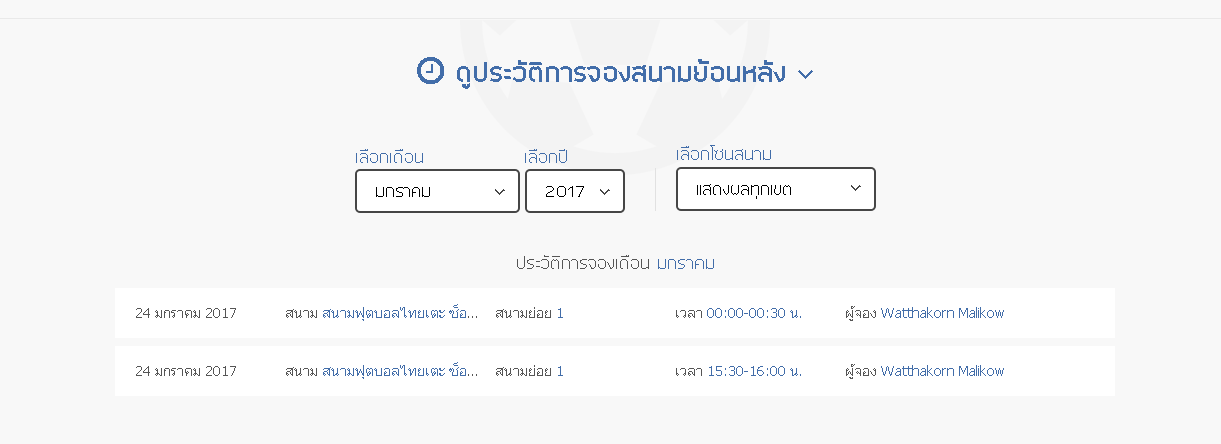 ดูประวัติการจองสนามย้อนหลัง
เลือกเดือน เลือกปี เลือกโซนสนาม
มกราคม 2017 แสดงผลทุกเขต
ประวัติการจองเดือน มกราคม
24 มกราคม 2017 สนาม สนามฟุตบอลไทยเตะ ช็อ... สนามย่อย 1 เวลา 00:00-00:30 น. ผู้จอง Watthakorn Malikow
24 มกราคม 2017 สนาม สนามฟุตบอลไทยเตะ ช็อ... สนามย่อย 1 เวลา 15:30-16:00 น. ผู้จอง Watthakorn Malikow